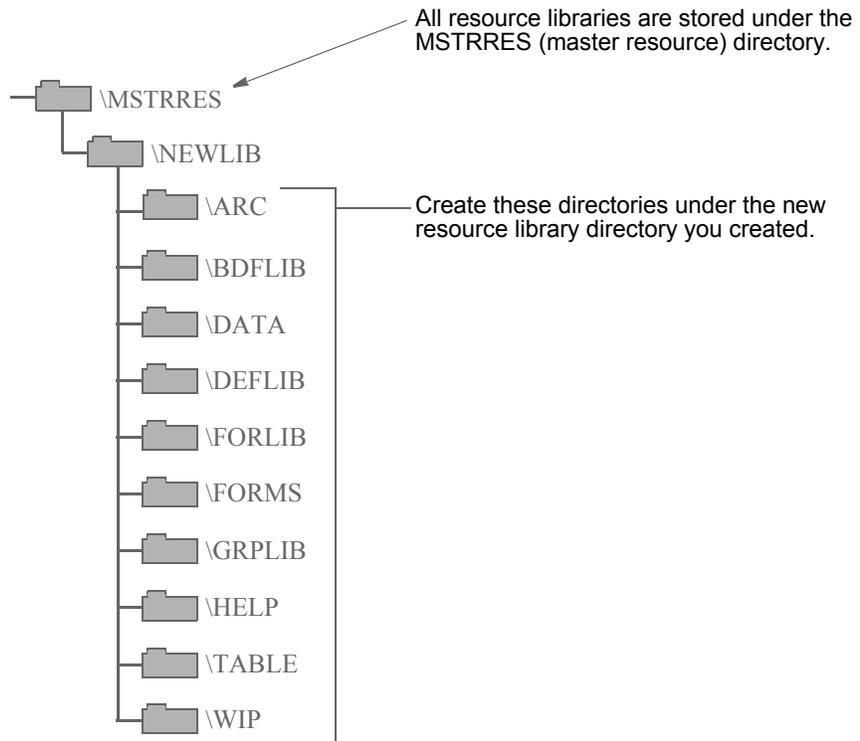 All resource libraries are stored under the
MSTRRES (master resource) directory.
\MSTRRES
\NEWLIB
\ARC
Create these directories under the new
resource library directory you created.
\BDFLIB
\DATA
\DEFLIB
\FORLIB
\FORMS
\GRPLIB
\HELP
\TABLE
\WIP